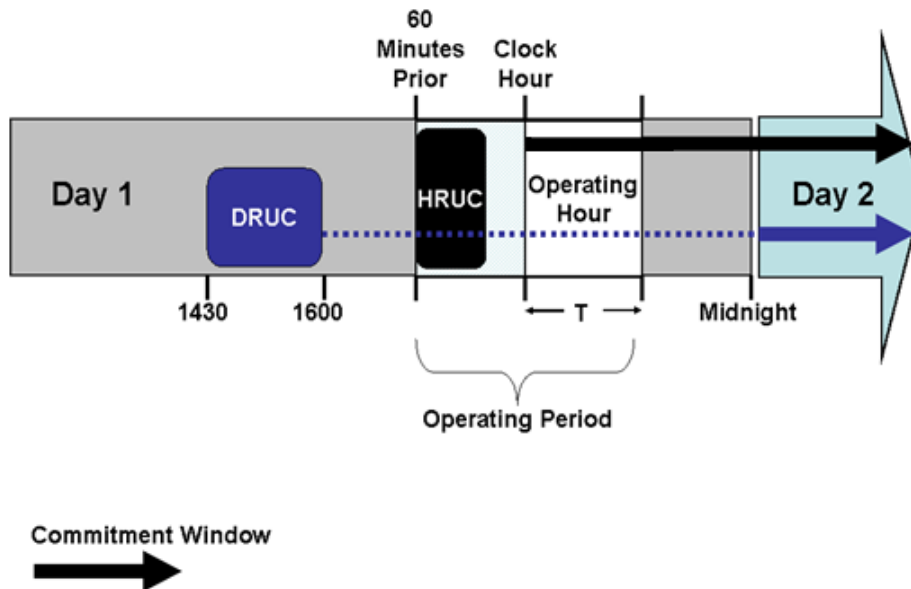 60
Minutes
Prior
Clock
Hour
Day 1
DRUC
HRUC
Operating
Hour
Day 2
1430
1600
T
Midnight
Operating Period
Commitment Window